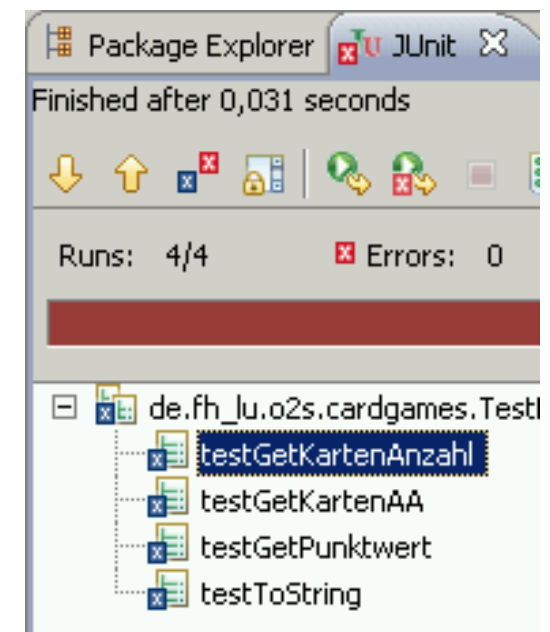 Package Explorer JUnit
Finished after 0,031 seconds
Runs: 4/4 Errors: 0
de.fh_lu.o2s.cardgames.Test
testGetKartenAnzahl
testGetKartenAA
testGetPunktwert
testToString